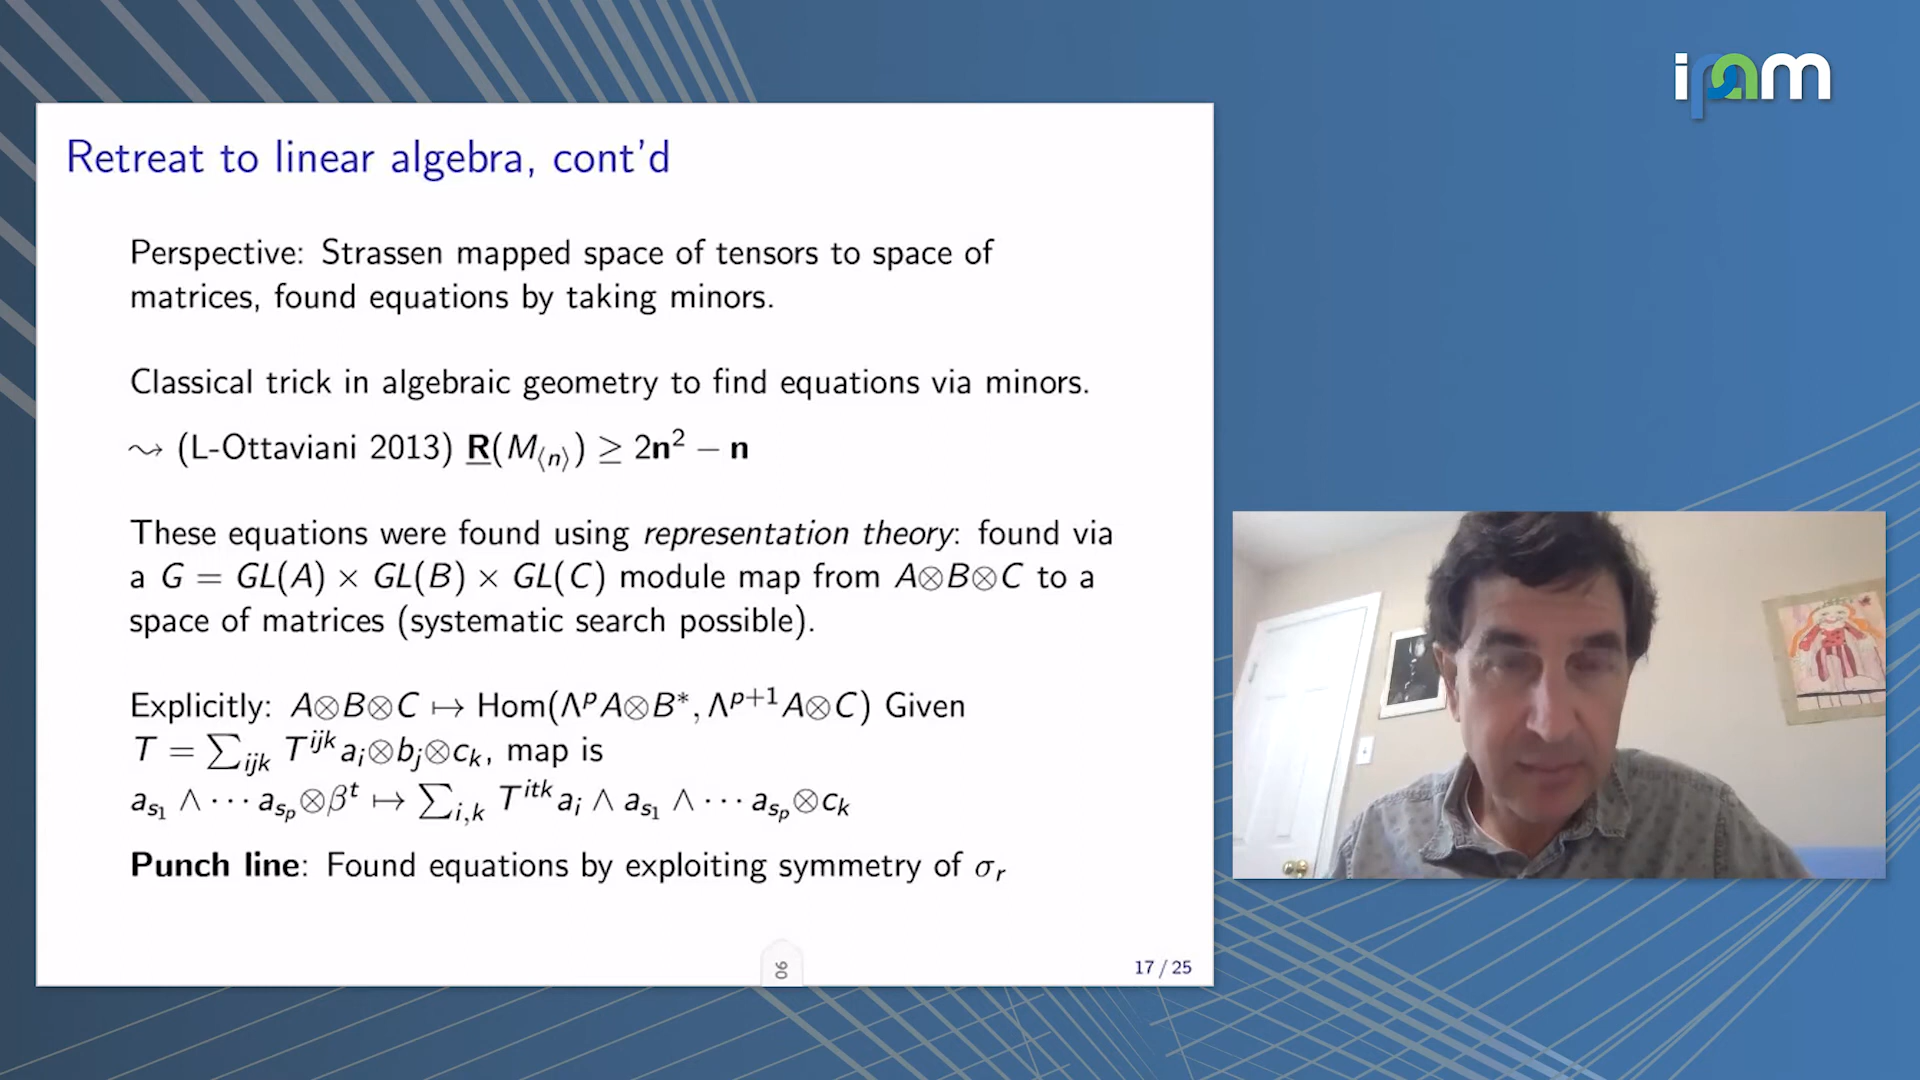 ipam
Retreat to linear algebra, cont'd
Perspective: Strassen mapped space of tensors to space of
matrices, found equations by taking minors.
Classical trick in algebraic geometry to find equations via minors.
⇝ (L-Ottaviani 2013) R̲(M⟨n⟩) ≥ 2n² − n
These equations were found using representation theory: found via
a G = GL(A) × GL(B) × GL(C) module map from A⊗B⊗C to a
space of matrices (systematic search possible).
Explicitly: A⊗B⊗C ↦ Hom(Λ^p A⊗B*, Λ^{p+1} A⊗C) Given
T = ∑_{ijk} T^{ijk} a_i⊗b_j⊗c_k, map is
a_{s_1} ∧ ⋯ a_{s_p}⊗β^t ↦ ∑_{i,k} T^{itk} a_i ∧ a_{s_1} ∧ ⋯ a_{s_p}⊗c_k
Punch line: Found equations by exploiting symmetry of σ_r
90
17 / 25